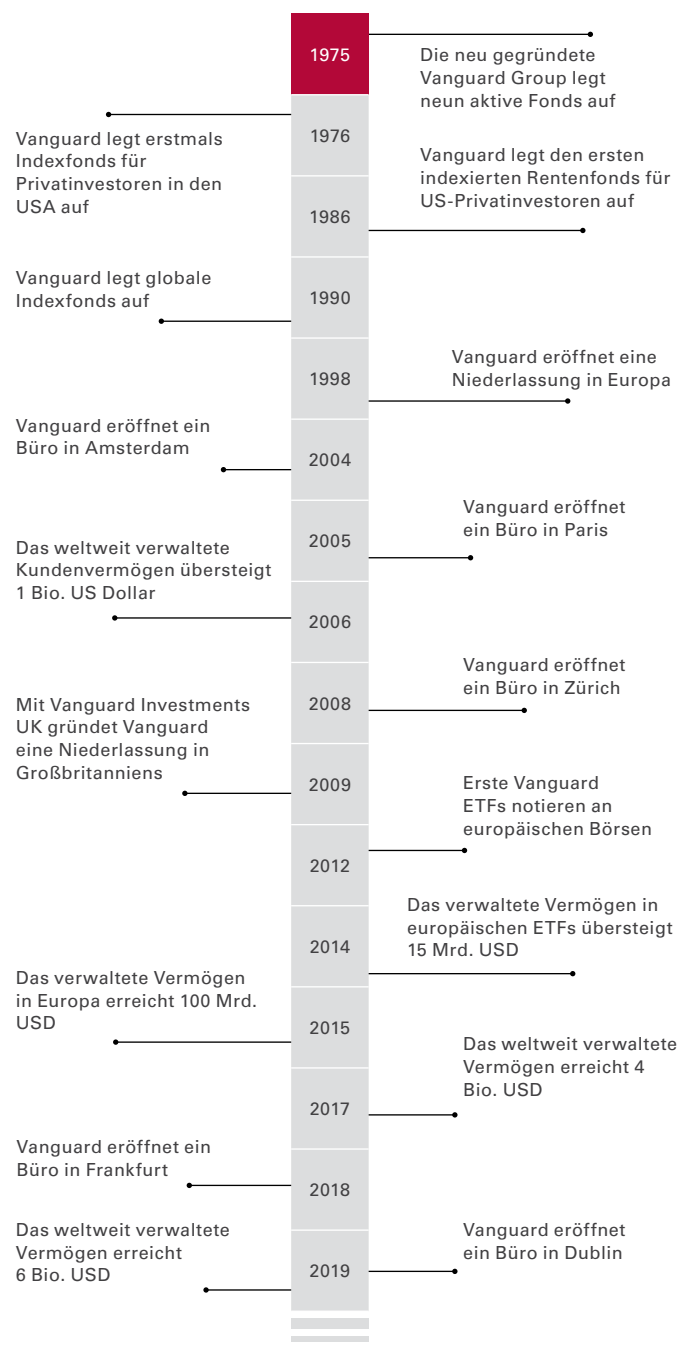 1975
Die neu gegründete
Vanguard Group legt
neun aktive Fonds auf
1976
Vanguard legt erstmals
Indexfonds für
Privatinvestoren in den
USA auf
1986
Vanguard legt den ersten
indexierten Rentenfonds für
US-Privatinvestoren auf
1990
Vanguard legt globale
Indexfonds auf
1998
Vanguard eröffnet eine
Niederlassung in Europa
2004
Vanguard eröffnet ein
Büro in Amsterdam
2005
Vanguard eröffnet
ein Büro in Paris
2006
Das weltweit verwaltete
Kundenvermögen übersteigt
1 Bio. US Dollar
2008
Vanguard eröffnet
ein Büro in Zürich
2009
Mit Vanguard Investments
UK gründet Vanguard
eine Niederlassung in
Großbritanniens
2012
Erste Vanguard
ETFs notieren an
europäischen Börsen
2014
Das verwaltete Vermögen in
europäischen ETFs übersteigt
15 Mrd. USD
2015
Das verwaltete Vermögen
in Europa erreicht 100 Mrd.
USD
2017
Das weltweit verwaltete
Vermögen erreicht 4
Bio. USD
2018
Vanguard eröffnet ein
Büro in Frankfurt
2019
Das weltweit verwaltete
Vermögen erreicht
6 Bio. USD
Vanguard eröffnet
ein Büro in Dublin